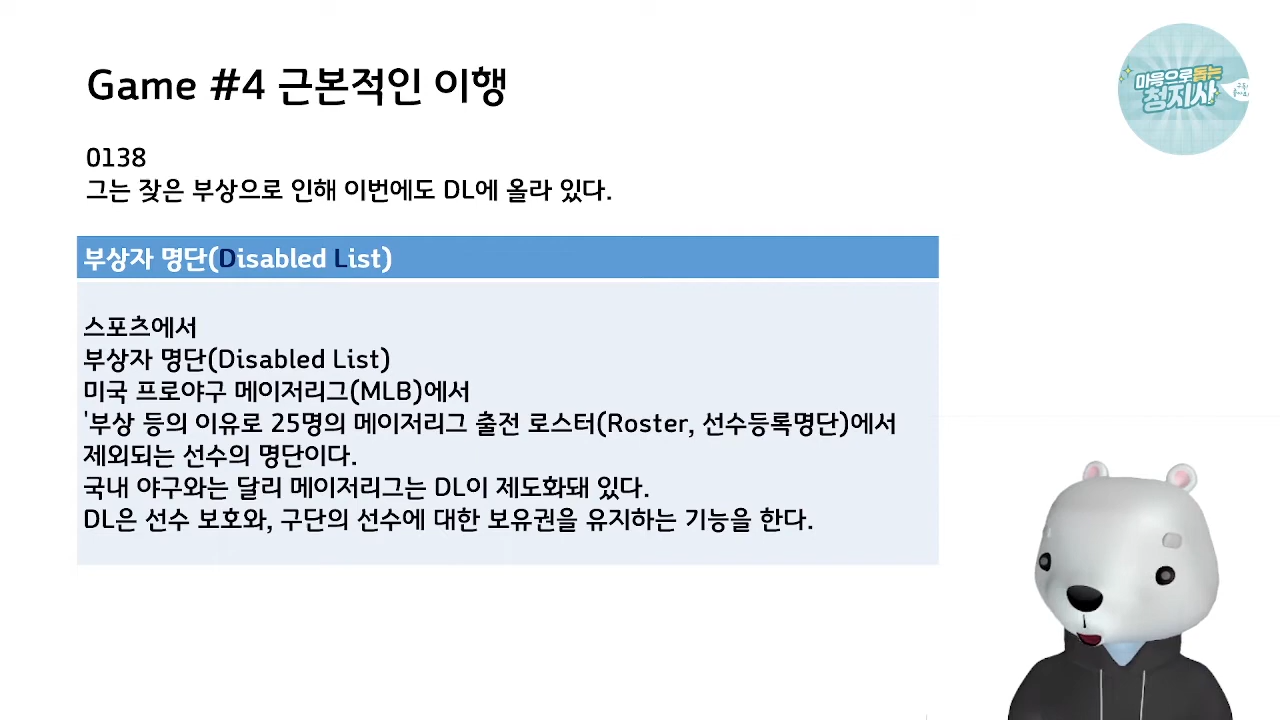 Game #4 근본적인 이행
마음으로 돕는
청지사
0138
그는 잦은 부상으로 인해 이번에도 DL에 올라 있다.
부상자 명단(Disabled List)
스포츠에서
부상자 명단(Disabled List)
미국 프로야구 메이저리그(MLB)에서
'부상 등의 이유로 25명의 메이저리그 출전 로스터(Roster, 선수등록명단)에서
제외되는 선수의 명단이다.
국내 야구와는 달리 메이저리그는 DL이 제도화돼 있다.
DL은 선수 보호와, 구단의 선수에 대한 보유권을 유지하는 기능을 한다.